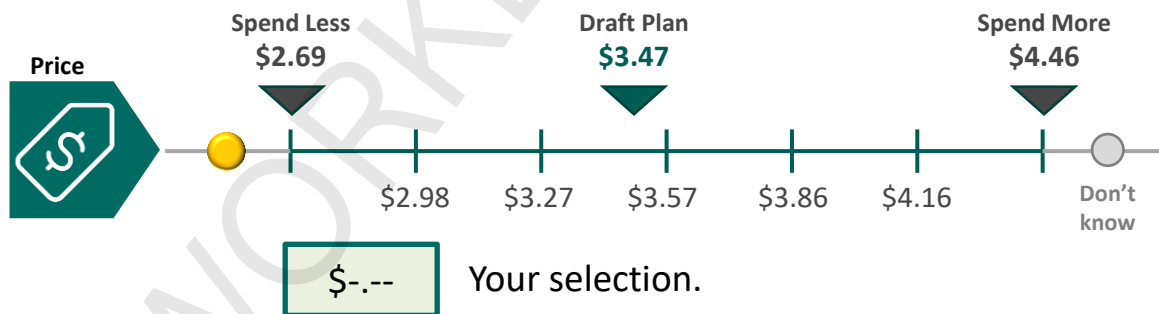 Spend Less
$2.69
Draft Plan
$3.47
Spend More
$4.46
Price
$
$2.98
$3.27
$3.57
$3.86
$4.16
Don't
know
$-.--
Your selection.
WORK